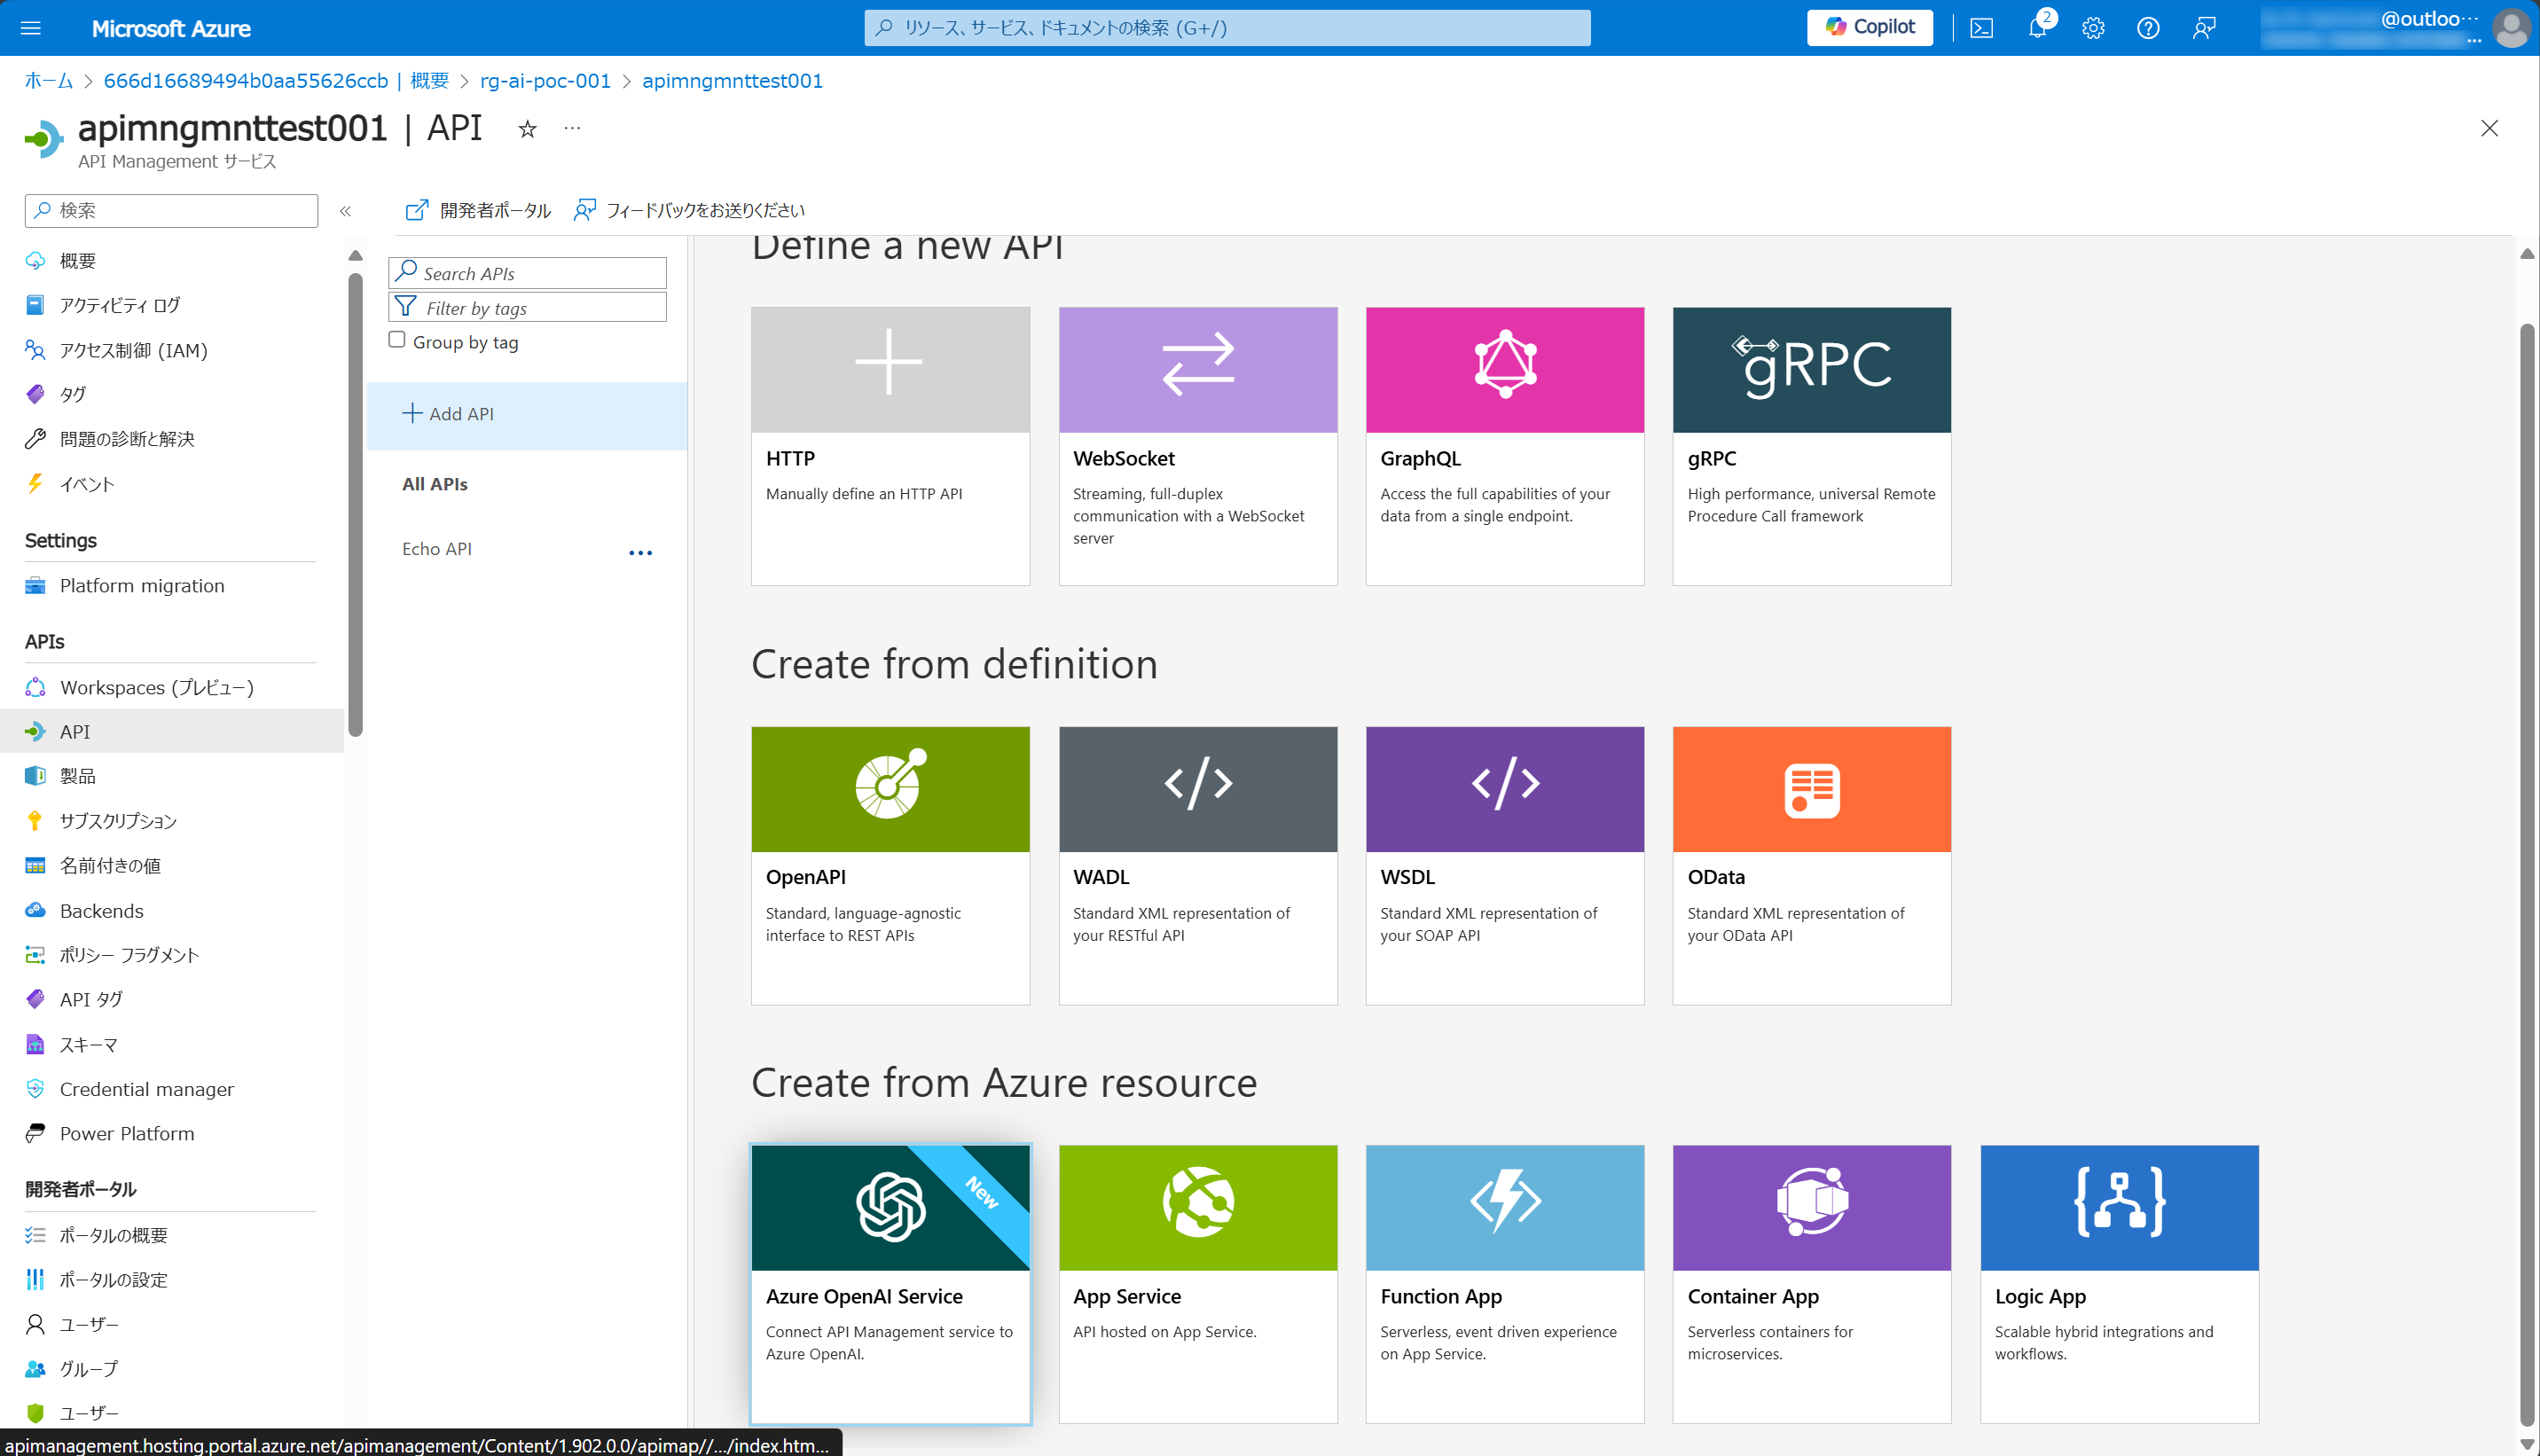 Microsoft Azure
リソース、サービス、ドキュメントの検索 (G+/)
Copilot
2
@outloo...
ホーム > 666d16689494b0aa55626ccb | 概要 > rg-ai-poc-001 > apimngmnttest001
apimngmnttest001 | API
API Management サービス
検索
開発者ポータル
フィードバックをお送りください
概要
アクティビティ ログ
アクセス制御 (IAM)
タグ
問題の診断と解決
イベント
Settings
Platform migration
APIs
Workspaces (プレビュー)
API
製品
サブスクリプション
名前付きの値
Backends
ポリシー フラグメント
API タグ
スキーマ
Credential manager
Power Platform
開発者ポータル
ポータルの概要
ポータルの設定
ユーザー
グループ
ユーザー
Search APIs
Filter by tags
Group by tag
Add API
All APIs
Echo API
Define a new API
HTTP
Manually define an HTTP API
WebSocket
Streaming, full-duplex
communication with a WebSocket
server
GraphQL
Access the full capabilities of your
data from a single endpoint.
gRPC
gRPC
High performance, universal Remote
Procedure Call framework
Create from definition
OpenAPI
Standard, language-agnostic
interface to REST APIs
WADL
Standard XML representation of
your RESTful API
WSDL
Standard XML representation of
your SOAP API
OData
Standard XML representation of
your OData API
Create from Azure resource
New
Azure OpenAI Service
Connect API Management service to
Azure OpenAI.
App Service
API hosted on App Service.
Function App
Serverless, event driven experience
on App Service.
Container App
Serverless containers for
microservices.
Logic App
Scalable hybrid integrations and
workflows.
apimanagement.hosting.portal.azure.net/apimanagement/Content/1.902.0.0/apimap//.../index.htm...